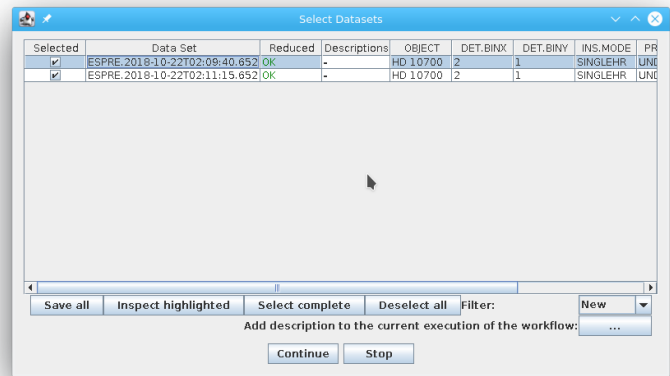 Select Datasets
Selected Data Set Reduced Descriptions OBJECT DET.BINX DET.BINY INS.MODE PR
ESPRE.2018-10-22T02:09:40.652 OK - HD 10700 2 1 SINGLEHR UND
ESPRE.2018-10-22T02:11:15.652 OK - HD 10700 2 1 SINGLEHR UND
Save all Inspect highlighted Select complete Deselect all Filter: New
Add description to the current execution of the workflow: ...
Continue Stop